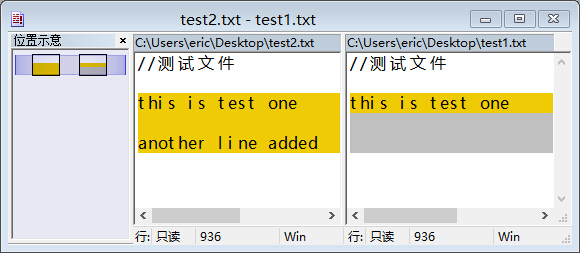 test2.txt - test1.txt
位置示意
C:\Users\eric\Desktop\test2.txt
C:\Users\eric\Desktop\test1.txt
//测试文件
this is test one
another line added
//测试文件
this is test one
行: 只读 936 Win
行: 只读 936 Win